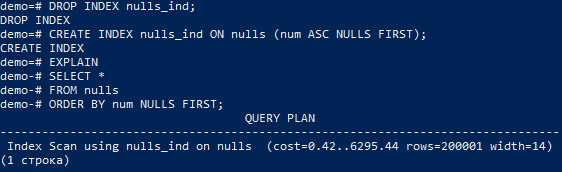 demo=# DROP INDEX nulls_ind;
DROP INDEX
demo=# CREATE INDEX nulls_ind ON nulls (num ASC NULLS FIRST);
CREATE INDEX
demo=# EXPLAIN
demo-# SELECT *
demo-# FROM nulls
demo-# ORDER BY num NULLS FIRST;
QUERY PLAN
--------------------------------------------------------------------------------
Index Scan using nulls_ind on nulls  (cost=0.42..6295.44 rows=200001 width=14)
(1 строка)